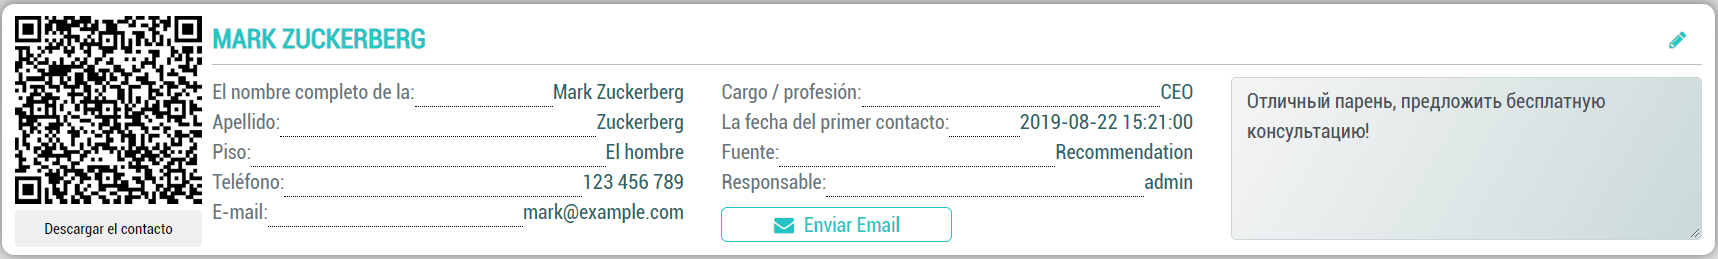 MARK ZUCKERBERG
El nombre completo de la: Mark Zuckerberg
Apellido: Zuckerberg
Piso: El hombre
Teléfono: 123 456 789
E-mail: mark@example.com
Descargar el contacto
Cargo / profesión: CEO
La fecha del primer contacto: 2019-08-22 15:21:00
Fuente: Recommendation
Responsable: admin
Enviar Email
Отличный парень, предложить бесплатную
консультацию!